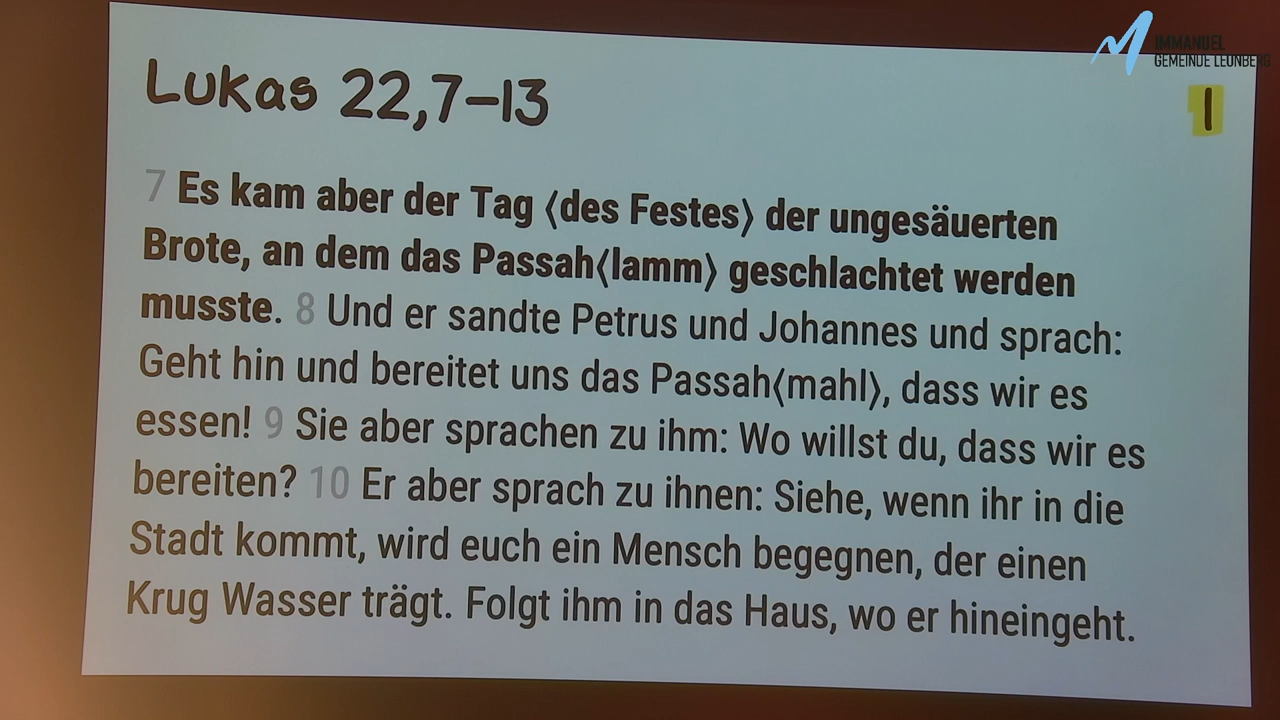 IMMANUEL
GEMEINDE LEONBERG
Lukas 22,7–13
1
7 Es kam aber der Tag ⟨des Festes⟩ der ungesäuerten
Brote, an dem das Passah⟨lamm⟩ geschlachtet werden
musste. 8 Und er sandte Petrus und Johannes und sprach:
Geht hin und bereitet uns das Passah⟨mahl⟩, dass wir es
essen! 9 Sie aber sprachen zu ihm: Wo willst du, dass wir es
bereiten? 10 Er aber sprach zu ihnen: Siehe, wenn ihr in die
Stadt kommt, wird euch ein Mensch begegnen, der einen
Krug Wasser trägt. Folgt ihm in das Haus, wo er hineingeht.